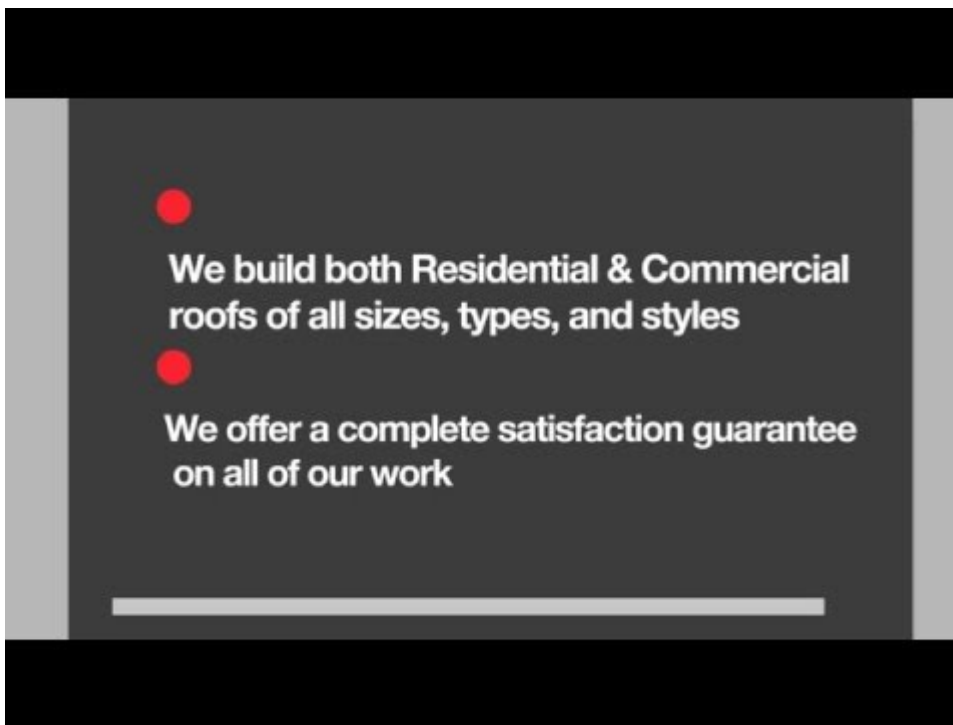 We build both Residential & Commercial
roofs of all sizes, types, and styles
We offer a complete satisfaction guarantee
on all of our work